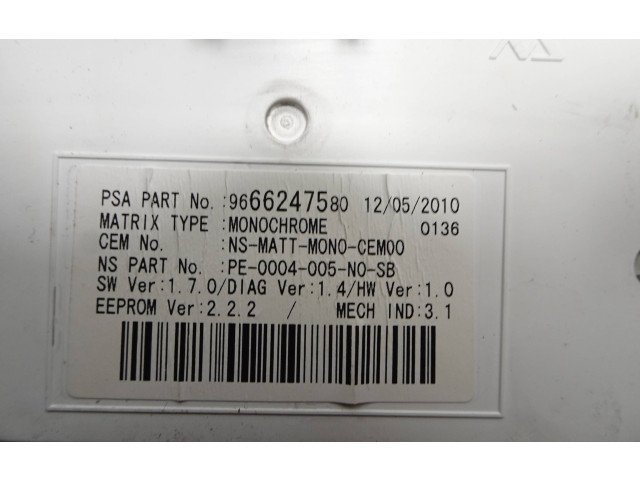 PSA PART No. :9666247580 12/05/2010
MATRIX TYPE :MONOCHROME 0136
CEM No. :NS-MATT-MONO-CEM00
NS PART No. :PE-0004-005-NO-SB
SW Ver:1.7.0/DIAG Ver:1.4/HW Ver:1.0
EEPROM Ver:2.2.2 / MECH IND:3.1